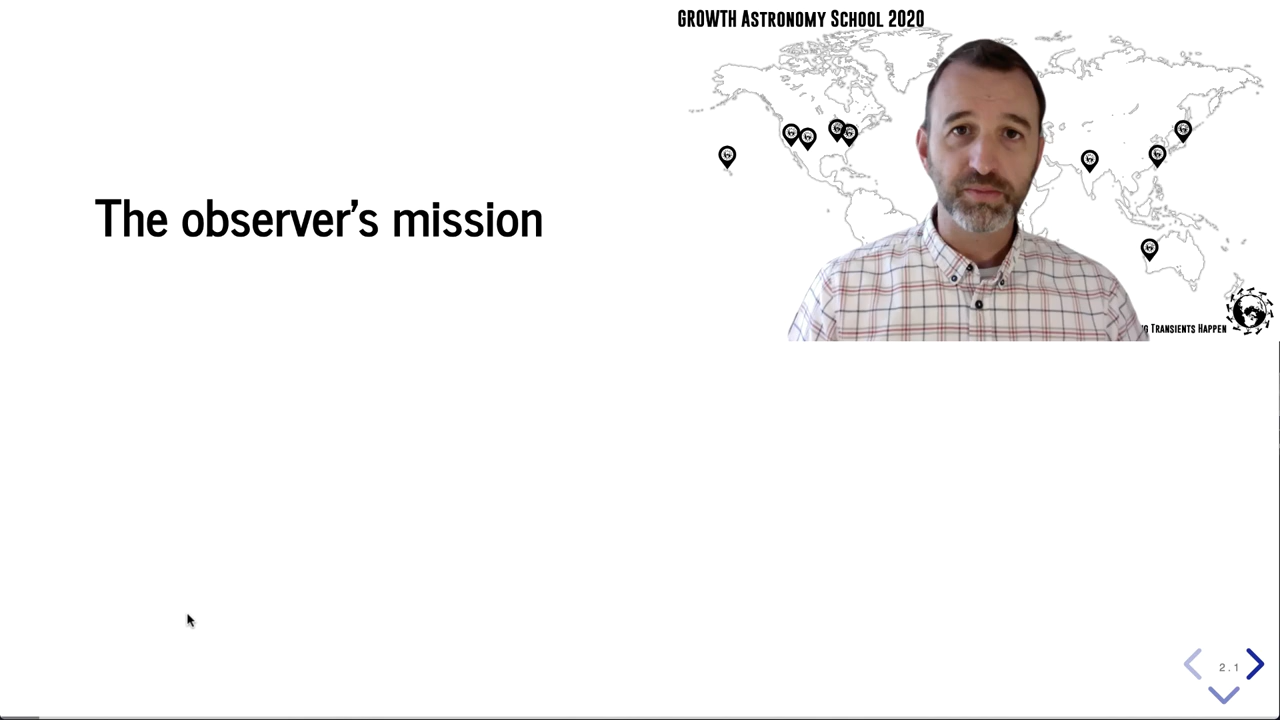 GROWTH ASTRONOMY SCHOOL 2020
The observer's mission
TRANSIENTS HAPPEN
2.1